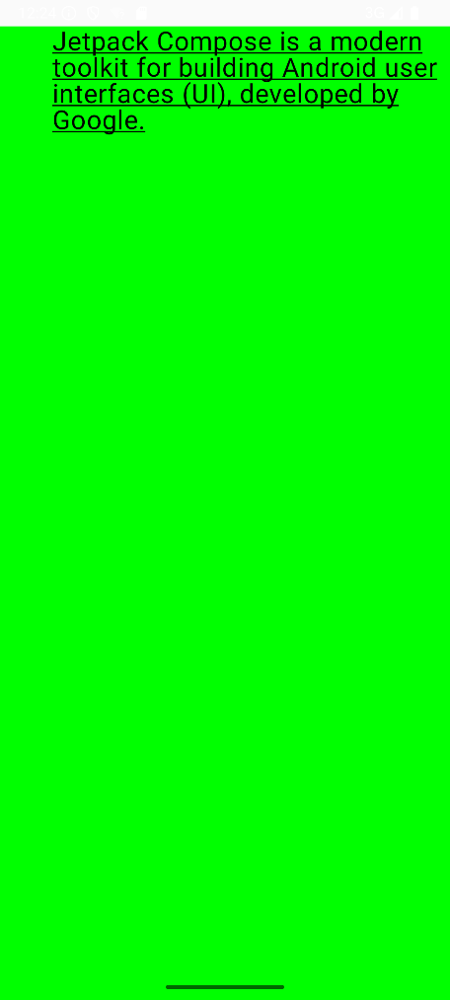 Jetpack Compose is a modern
toolkit for building Android user
interfaces (UI), developed by
Google.